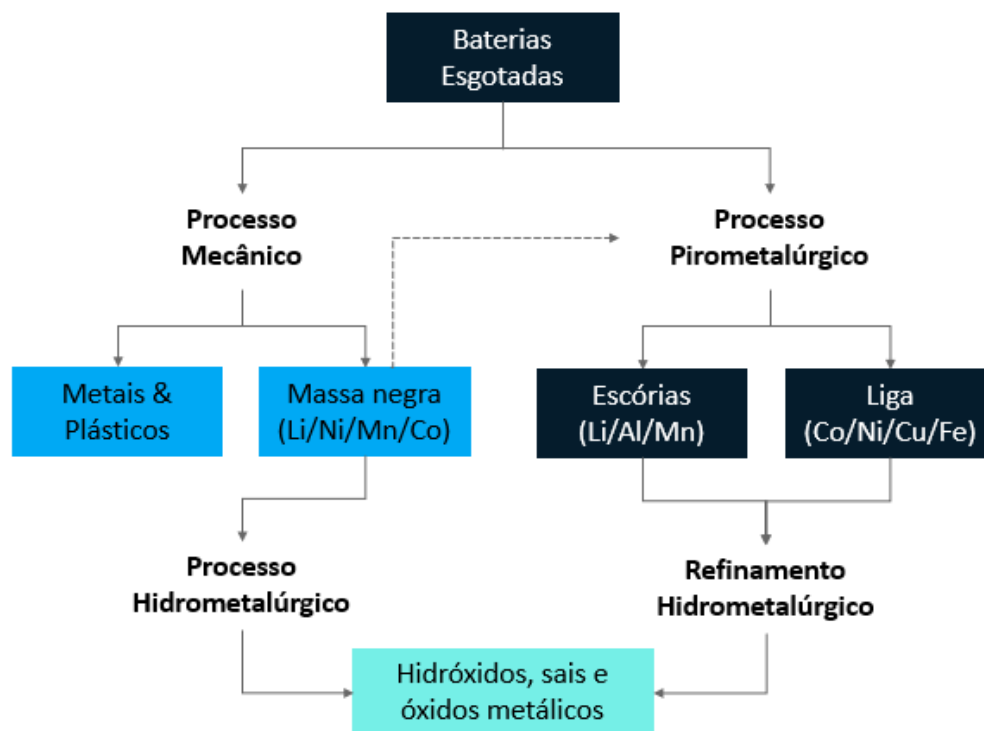 Baterias
Esgotadas
Processo
Mecânico
Processo
Pirometalúrgico
Metais &
Plásticos
Massa negra
(Li/Ni/Mn/Co)
Escórias
(Li/Al/Mn)
Liga
(Co/Ni/Cu/Fe)
Processo
Hidrometalúrgico
Refinamento
Hidrometalúrgico
Hidróxidos, sais e
óxidos metálicos